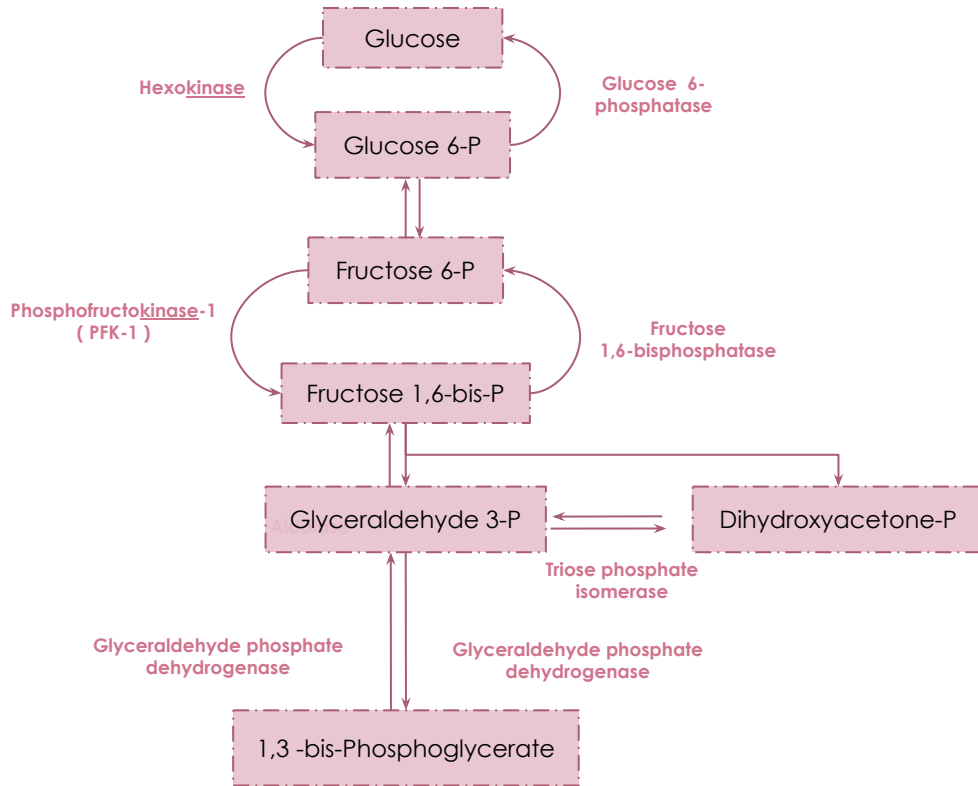 Glucose
Hexokinase
Glucose 6-
phosphatase
Glucose 6-P
Fructose 6-P
Phosphofructokinase-1
( PFK-1 )
Fructose
1,6-bisphosphatase
Fructose 1,6-bis-P
Glyceraldehyde 3-P
Dihydroxyacetone-P
Triose phosphate
isomerase
Glyceraldehyde phosphate
dehydrogenase
Glyceraldehyde phosphate
dehydrogenase
1,3 -bis-Phosphoglycerate